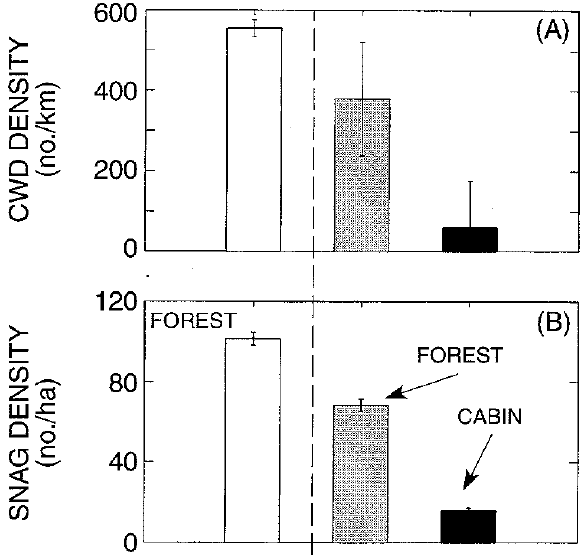 (A)
CWD DENSITY
(no./km)
600
400
200
0
(B)
SNAG DENSITY
(no./ha)
120
80
40
0
FOREST
FOREST
CABIN